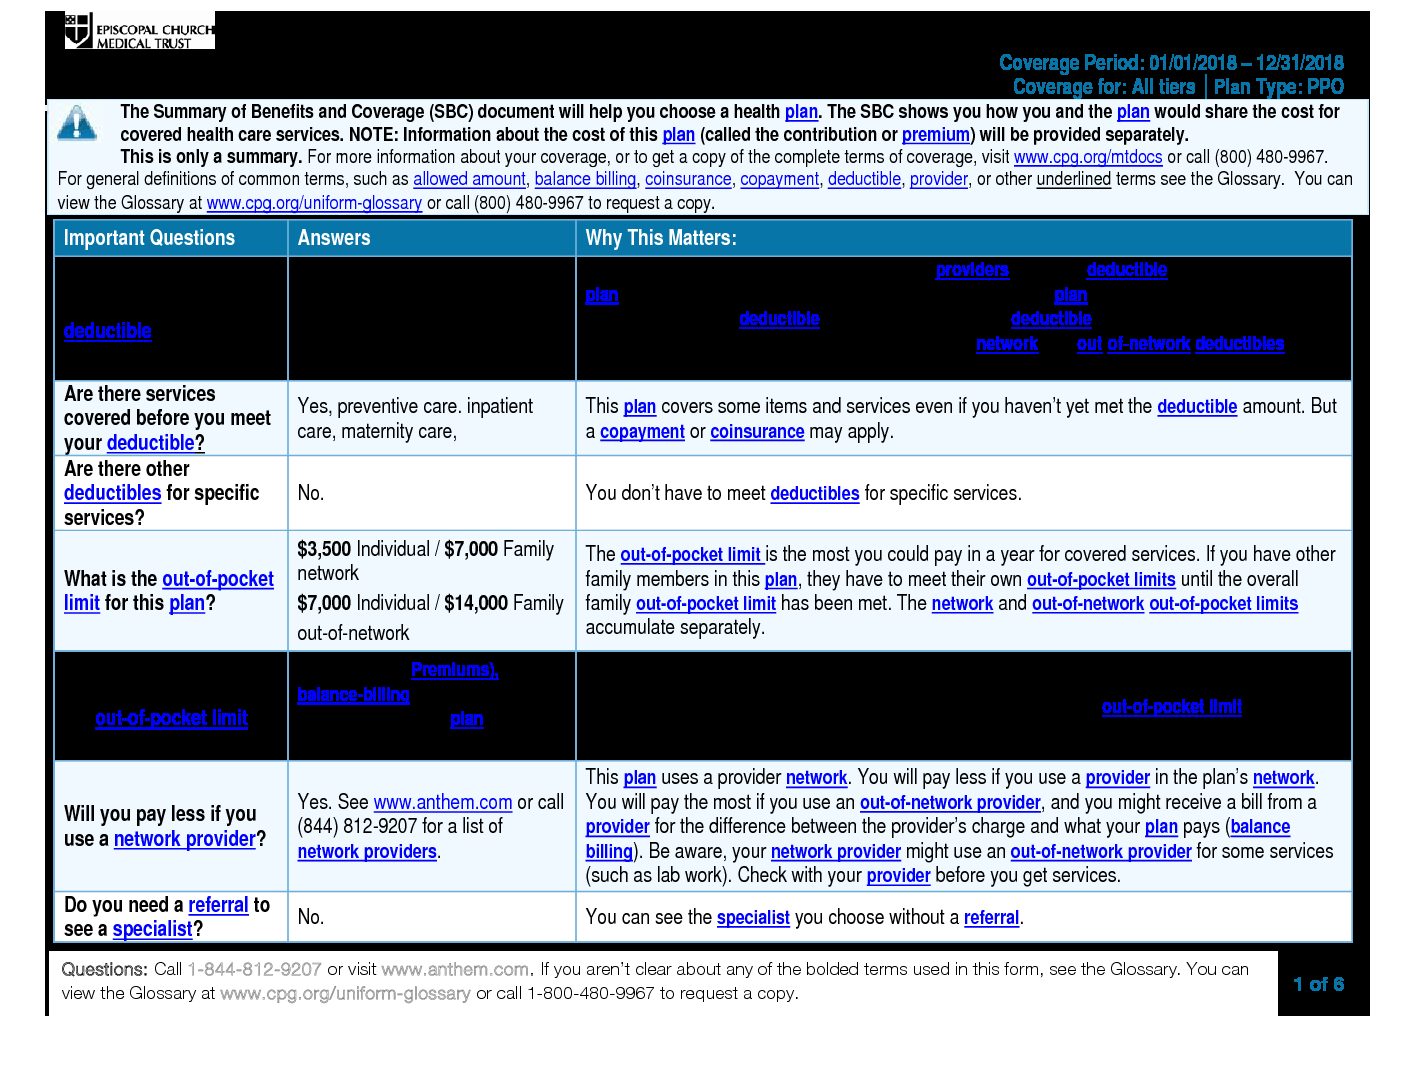 EPISCOPAL CHURCH
MEDICAL TRUST
Coverage Period: 01/01/2018 – 12/31/2018
Coverage for: All tiers | Plan Type: PPO
The Summary of Benefits and Coverage (SBC) document will help you choose a health plan. The SBC shows you how you and the plan would share the cost for
covered health care services. NOTE: Information about the cost of this plan (called the contribution or premium) will be provided separately.
This is only a summary. For more information about your coverage, or to get a copy of the complete terms of coverage, visit www.cpg.org/mtdocs or call (800) 480-9967.
For general definitions of common terms, such as allowed amount, balance billing, coinsurance, copayment, deductible, provider, or other underlined terms see the Glossary. You can
view the Glossary at www.cpg.org/uniform-glossary or call (800) 480-9967 to request a copy.
Important Questions
Answers
Why This Matters:
deductible
providers deductible
plan plan
deductible deductible
network out of-network deductibles
Are there services
covered before you meet
your deductible?
Yes, preventive care. inpatient
care, maternity care,
This plan covers some items and services even if you haven't yet met the deductible amount. But
a copayment or coinsurance may apply.
Are there other
deductibles for specific
services?
No.
You don't have to meet deductibles for specific services.
What is the out-of-pocket
limit for this plan?
$3,500 Individual / $7,000 Family
network
$7,000 Individual / $14,000 Family
out-of-network
The out-of-pocket limit is the most you could pay in a year for covered services. If you have other
family members in this plan, they have to meet their own out-of-pocket limits until the overall
family out-of-pocket limit has been met. The network and out-of-network out-of-pocket limits
accumulate separately.
out-of-pocket limit
Premiums),
balance-billing
plan
out-of-pocket limit
Will you pay less if you
use a network provider?
Yes. See www.anthem.com or call
(844) 812-9207 for a list of
network providers.
This plan uses a provider network. You will pay less if you use a provider in the plan's network.
You will pay the most if you use an out-of-network provider, and you might receive a bill from a
provider for the difference between the provider's charge and what your plan pays (balance
billing). Be aware, your network provider might use an out-of-network provider for some services
(such as lab work). Check with your provider before you get services.
Do you need a referral to
see a specialist?
No.
You can see the specialist you choose without a referral.
Questions: Call 1-844-812-9207 or visit www.anthem.com. If you aren't clear about any of the bolded terms used in this form, see the Glossary. You can
view the Glossary at www.cpg.org/uniform-glossary or call 1-800-480-9967 to request a copy.
1 of 6